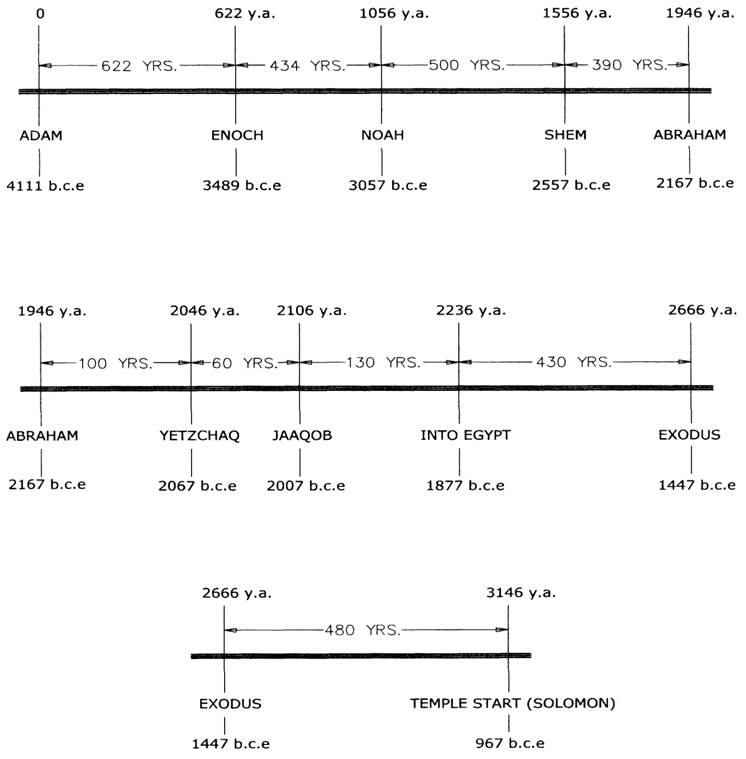 0 622 y.a. 1056 y.a. 1556 y.a. 1946 y.a.
622 YRS. 434 YRS. 500 YRS. 390 YRS.
ADAM ENOCH NOAH SHEM ABRAHAM
4111 b.c.e 3489 b.c.e 3057 b.c.e 2557 b.c.e 2167 b.c.e
1946 y.a. 2046 y.a. 2106 y.a. 2236 y.a. 2666 y.a.
100 YRS. 60 YRS. 130 YRS. 430 YRS.
ABRAHAM YETZCHAQ JAAQOB INTO EGYPT EXODUS
2167 b.c.e 2067 b.c.e 2007 b.c.e 1877 b.c.e 1447 b.c.e
2666 y.a. 3146 y.a.
480 YRS.
EXODUS TEMPLE START (SOLOMON)
1447 b.c.e 967 b.c.e